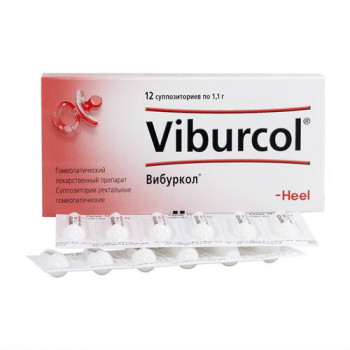 12 суппозиториев по 1,1 г
Viburcol®
Вибуркол®
Гомеопатический
лекарственный препарат
Суппозитории ректальные
гомеопатические
-Heel